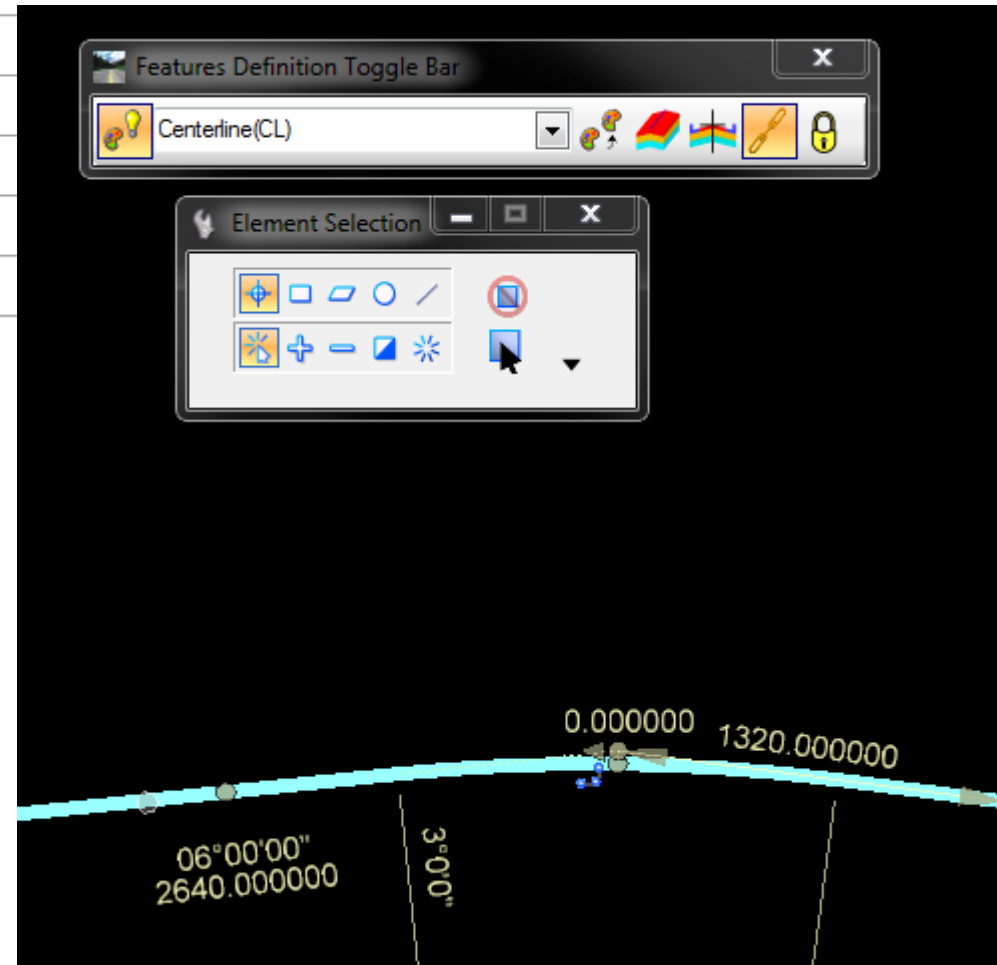 Features Definition Toggle Bar
Centerline(CL)
Element Selection
0.000000
1320.000000
06°00'00"
2640.000000
3°0'0"